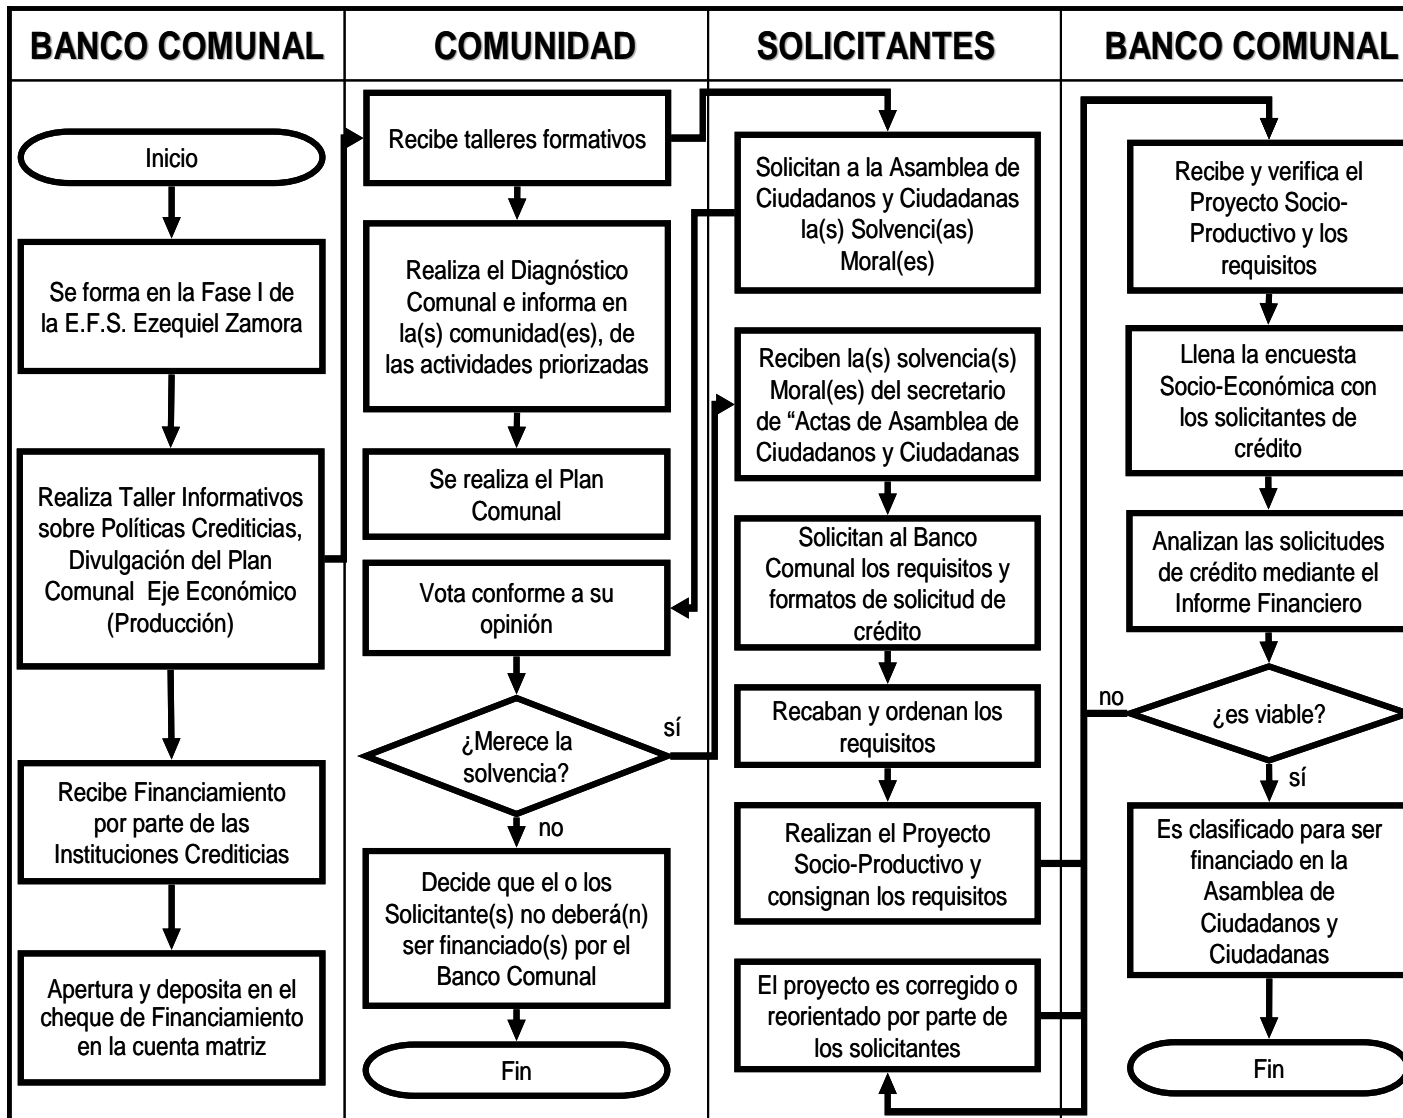 BANCO COMUNAL
COMUNIDAD
SOLICITANTES
BANCO COMUNAL
Inicio
Se forma en la Fase I de
la E.F.S. Ezequiel Zamora
Realiza Taller Informativos
sobre Políticas Crediticias,
Divulgación del Plan
Comunal Eje Económico
(Producción)
Recibe Financiamiento
por parte de las
Instituciones Crediticias
Apertura y deposita en el
cheque de Financiamiento
en la cuenta matriz
Recibe talleres formativos
Realiza el Diagnóstico
Comunal e informa en
la(s) comunidad(es), de
las actividades priorizadas
Se realiza el Plan
Comunal
Vota conforme a su
opinión
¿Merece la
solvencia?
sí
no
Decide que el o los
Solicitante(s) no deberá(n)
ser financiado(s) por el
Banco Comunal
Fin
Solicitan a la Asamblea de
Ciudadanos y Ciudadanas
la(s) Solvenci(as)
Moral(es)
Reciben la(s) solvencia(s)
Moral(es) del secretario
de “Actas de Asamblea de
Ciudadanos y Ciudadanas
Solicitan al Banco
Comunal los requisitos y
formatos de solicitud de
crédito
Recaban y ordenan los
requisitos
Realizan el Proyecto
Socio-Productivo y
consignan los requisitos
El proyecto es corregido o
reorientado por parte de
los solicitantes
Recibe y verifica el
Proyecto Socio-
Productivo y los
requisitos
Llena la encuesta
Socio-Económica con
los solicitantes de
crédito
Analizan las solicitudes
de crédito mediante el
Informe Financiero
no
¿es viable?
sí
Es clasificado para ser
financiado en la
Asamblea de
Ciudadanos y
Ciudadanas
Fin